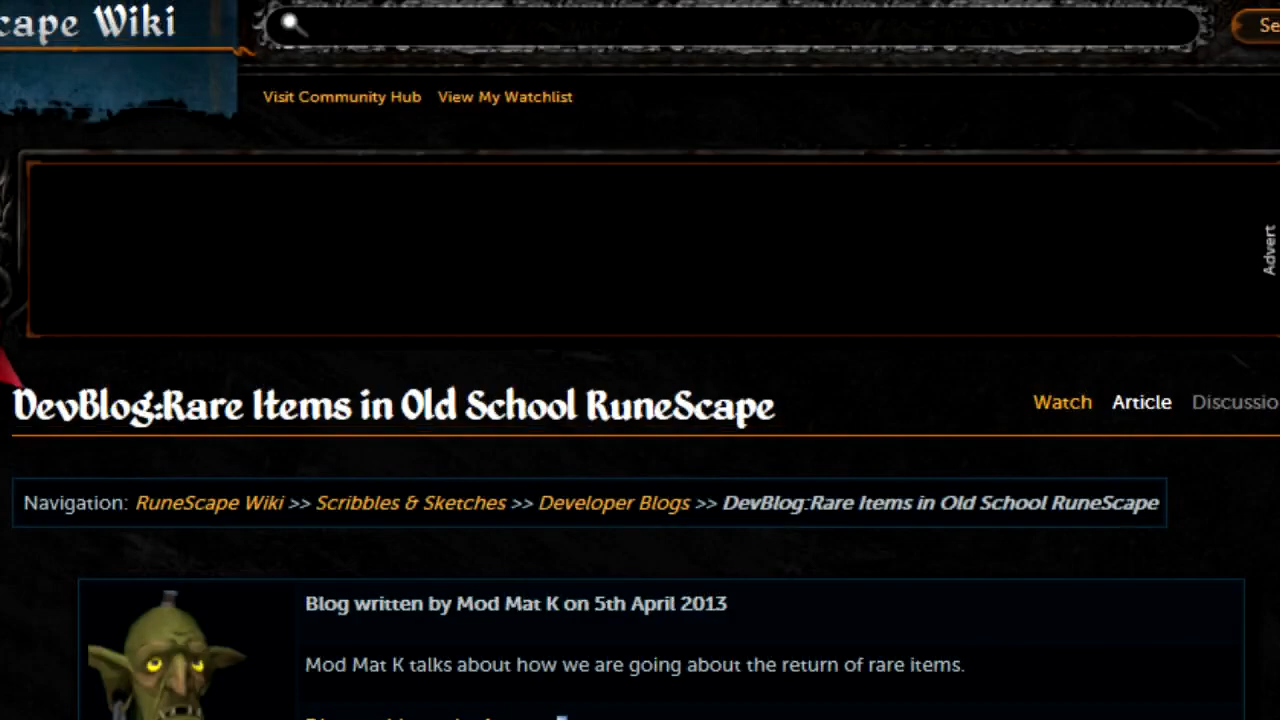 cape Wiki
Se
Visit Community Hub View My Watchlist
Advert
DevBlog:Rare Items in Old School RuneScape
Watch Article Discussio
Navigation: RuneScape Wiki >> Scribbles & Sketches >> Developer Blogs >> DevBlog:Rare Items in Old School RuneScape
Blog written by Mod Mat K on 5th April 2013
Mod Mat K talks about how we are going about the return of rare items.